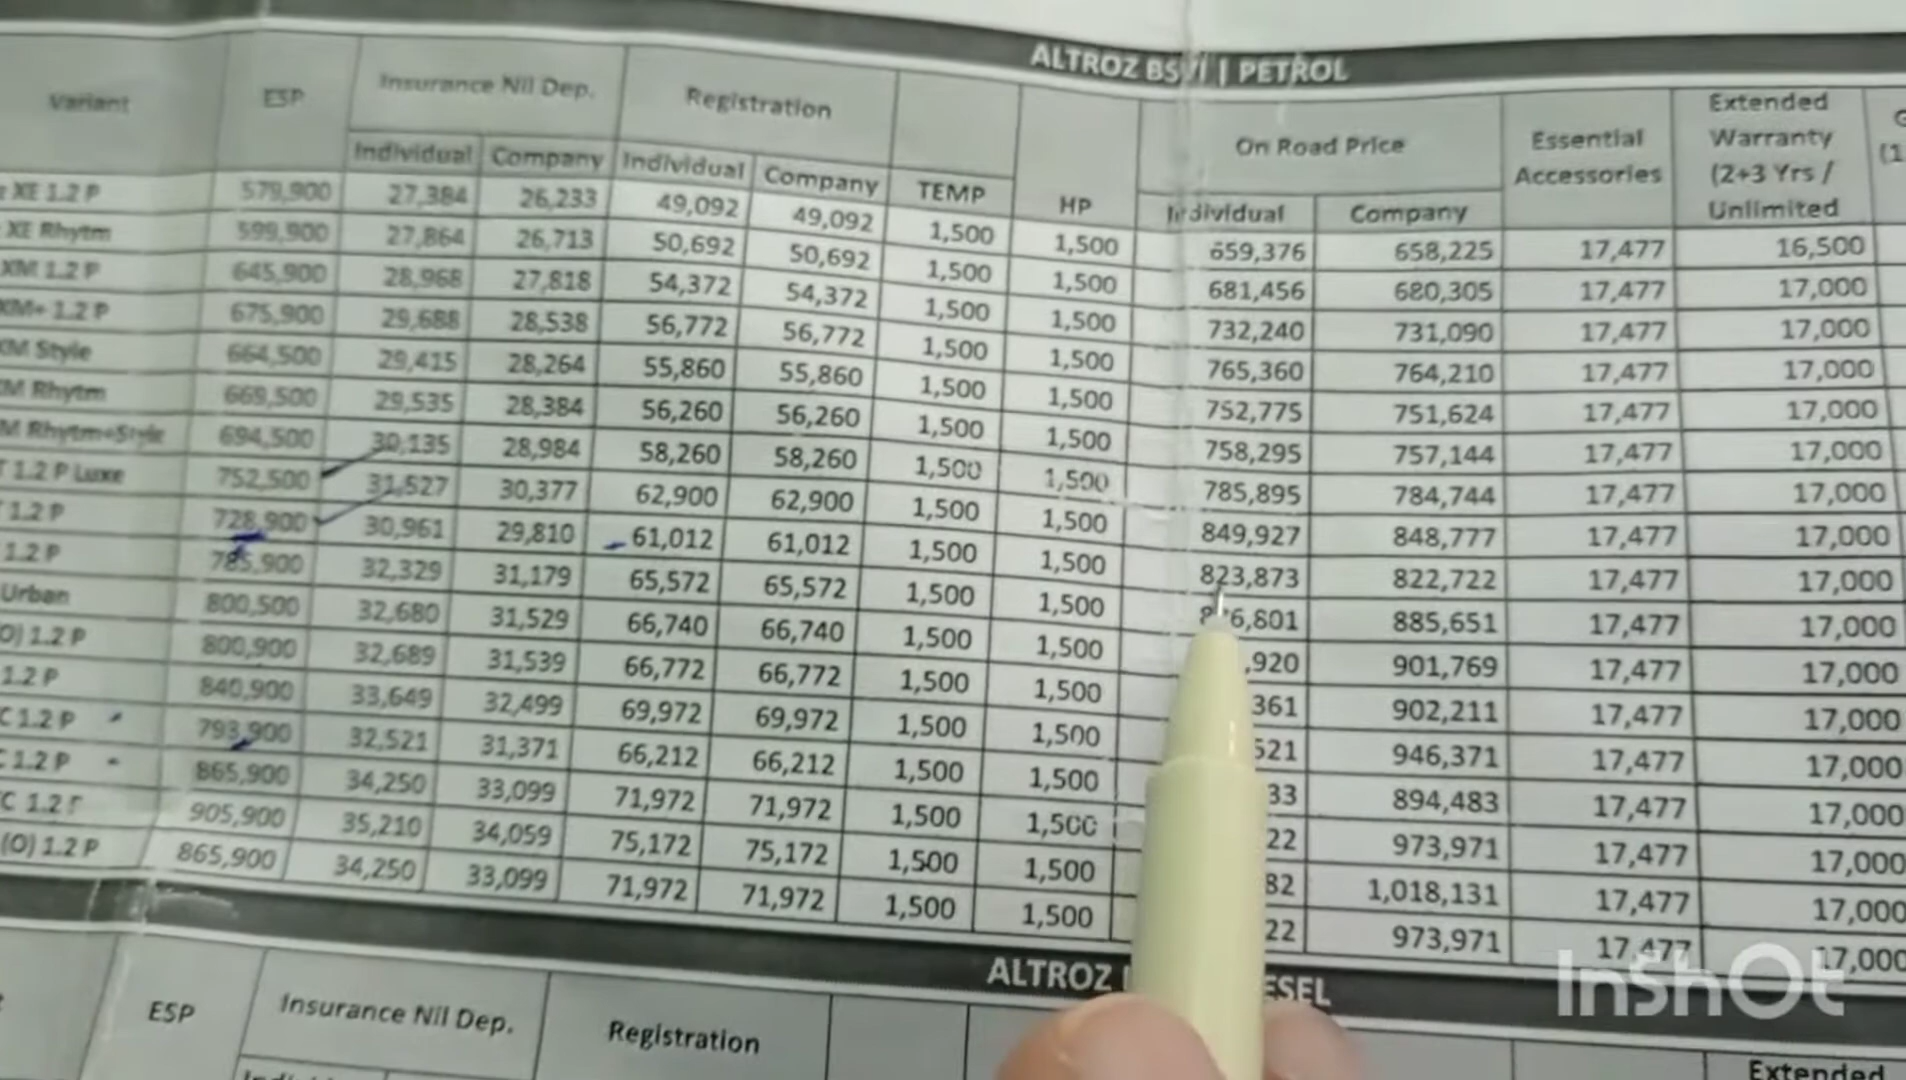 ALTROZ BSVI | PETROL
Variant ESP Insurance Nil Dep. Registration TEMP HP On Road Price Essential Accessories Extended Warranty (2+3 Yrs / Unlimited (1
Individual Company Individual Company Individual Company
XE 1.2 P 579,900 27,384 26,233 49,092 49,092 1,500 1,500 659,376 658,225 17,477 16,500
XE Rhytm 599,900 27,864 26,713 50,692 50,692 1,500 1,500 681,456 680,305 17,477 17,000
XM 1.2 P 645,900 28,968 27,818 54,372 54,372 1,500 1,500 732,240 731,090 17,477 17,000
XM+ 1.2 P 675,900 29,688 28,538 56,772 56,772 1,500 1,500 765,360 764,210 17,477 17,000
XM Style 664,500 29,415 28,264 55,860 55,860 1,500 1,500 752,775 751,624 17,477 17,000
M Rhytm 669,500 29,535 28,384 56,260 56,260 1,500 1,500 758,295 757,144 17,477 17,000
M Rhytm+Style 694,500 30,135 28,984 58,260 58,260 1,500 1,500 785,895 784,744 17,477 17,000
T 1.2 P Luxe 752,500 31,527 30,377 62,900 62,900 1,500 1,500 849,927 848,777 17,477 17,000
1.2 P 728,900 30,961 29,810 61,012 61,012 1,500 1,500 823,873 822,722 17,477 17,000
1.2 P 785,900 32,329 31,179 65,572 65,572 1,500 1,500 6,801 885,651 17,477 17,000
Urban 800,500 32,680 31,529 66,740 66,740 1,500 1,500 ,920 901,769 17,477 17,000
O) 1.2 P 800,900 32,689 31,539 66,772 66,772 1,500 1,500 361 902,211 17,477 17,000
1.2 P 840,900 33,649 32,499 69,972 69,972 1,500 1,500 521 946,371 17,477 17,000
C 1.2 P 793,900 32,521 31,371 66,212 66,212 1,500 1,500 33 894,483 17,477 17,000
C 1.2 P 865,900 34,250 33,099 71,972 71,972 1,500 1,500 22 973,971 17,477 17,000
C 1.2 P 905,900 35,210 34,059 75,172 75,172 1,500 1,500 82 1,018,131 17,477 17,000
(O) 1.2 P 865,900 34,250 33,099 71,972 71,972 1,500 1,500 22 973,971 17,477 17,000
ALTROZ ESEL
ESP Insurance Nil Dep. Registration Extended
InShOt